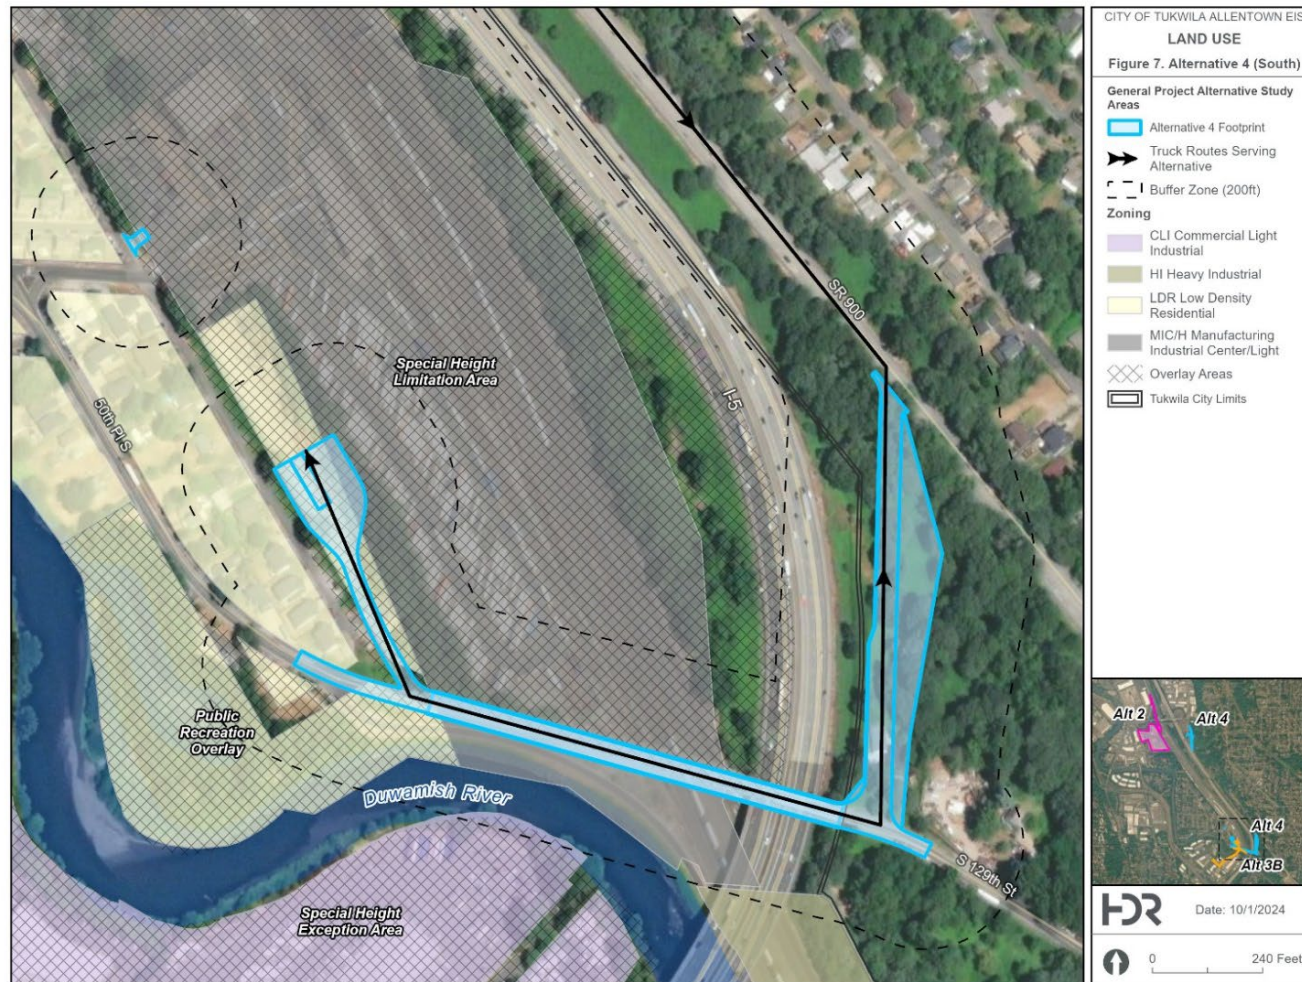 CITY OF TUKWILA ALLENTOWN EIS
LAND USE
Figure 7. Alternative 4 (South)
General Project Alternative Study
Areas
Alternative 4 Footprint
Truck Routes Serving
Alternative
Buffer Zone (200ft)
Zoning
CLI Commercial Light
Industrial
HI Heavy Industrial
LDR Low Density
Residential
MIC/H Manufacturing
Industrial Center/Light
Overlay Areas
Tukwila City Limits
SR 900
Special Height
Limitation Area
I-5
50th Pl S
Public
Recreation
Overlay
Duwamish River
S 129th St
Special Height
Exception Area
Alt 2
Alt 4
Alt 4
Alt 3B
HDR
Date: 10/1/2024
0
240 Feet